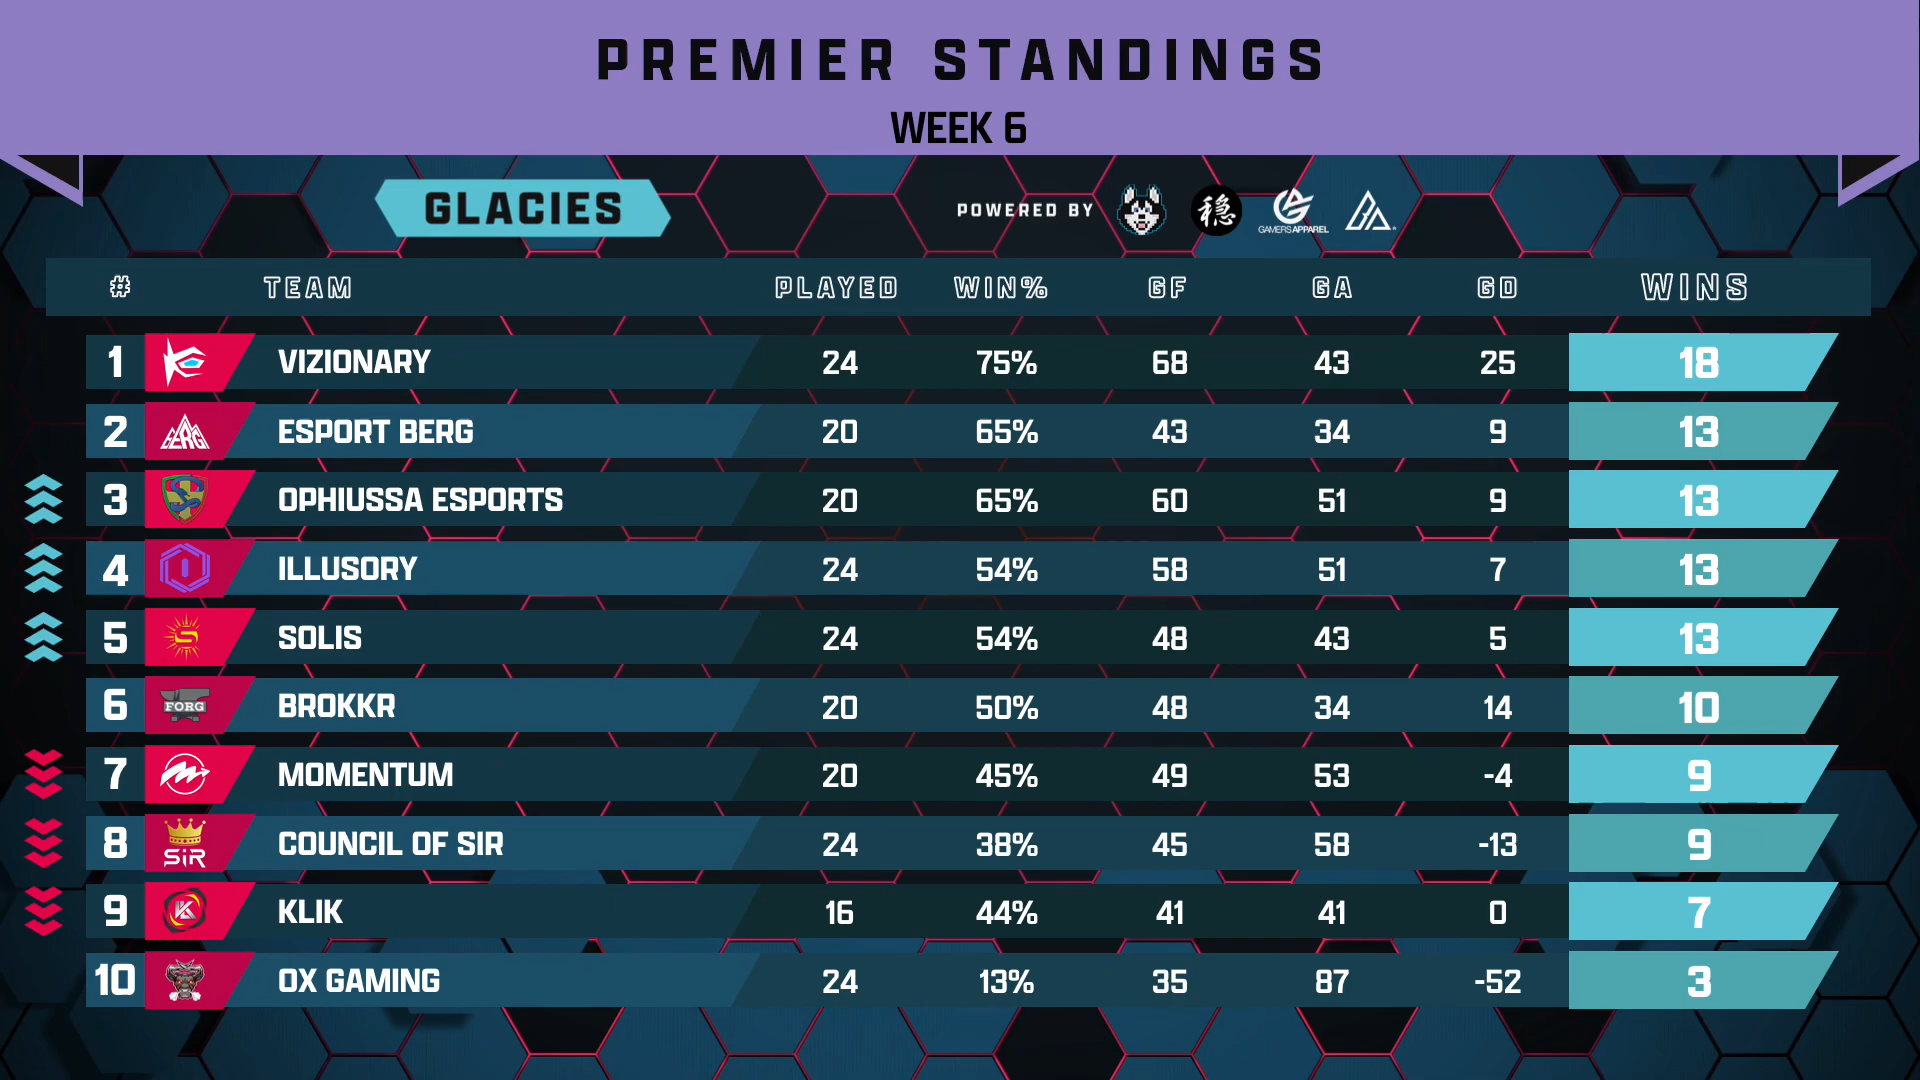 PREMIER STANDINGS
WEEK 6
GLACIES
POWERED BY
稳
GAMERSAPPAREL
# TEAM PLAYED WIN% GF GA GD WINS
1 VIZIONARY 24 75% 68 43 25 18
2 BERG ESPORT BERG 20 65% 43 34 9 13
3 OPHIUSSA ESPORTS 20 65% 60 51 9 13
4 ILLUSORY 24 54% 58 51 7 13
5 S SOLIS 24 54% 48 43 5 13
6 FORG BROKKR 20 50% 48 34 14 10
7 MOMENTUM 20 45% 49 53 -4 9
8 SiR COUNCIL OF SIR 24 38% 45 58 -13 9
9 K KLIK 16 44% 41 41 0 7
10 OX GAMING 24 13% 35 87 -52 3